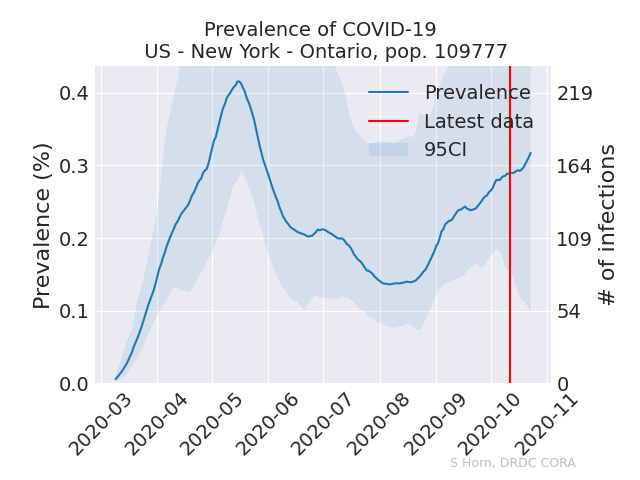 Prevalence of COVID-19
US - New York - Ontario, pop. 109777
Prevalence (%)
0.4
0.3
0.2
0.1
0.0
Prevalence
Latest data
95CI
219
164
109
54
0
# of infections
2020-03
2020-04
2020-05
2020-06
2020-07
2020-08
2020-09
2020-10
2020-11
S Horn, DRDC CORA